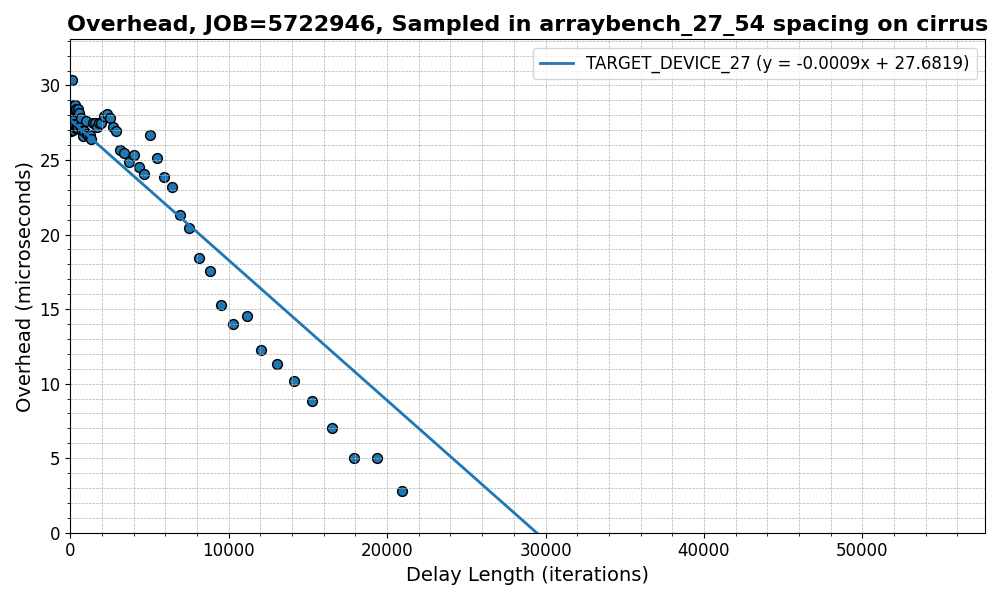 Overhead, JOB=5722946, Sampled in arraybench_27_54 spacing on cirrus
TARGET_DEVICE_27 (y = -0.0009x + 27.6819)
Overhead (microseconds)
30
25
20
15
10
5
0
0 10000 20000 30000 40000 50000
Delay Length (iterations)